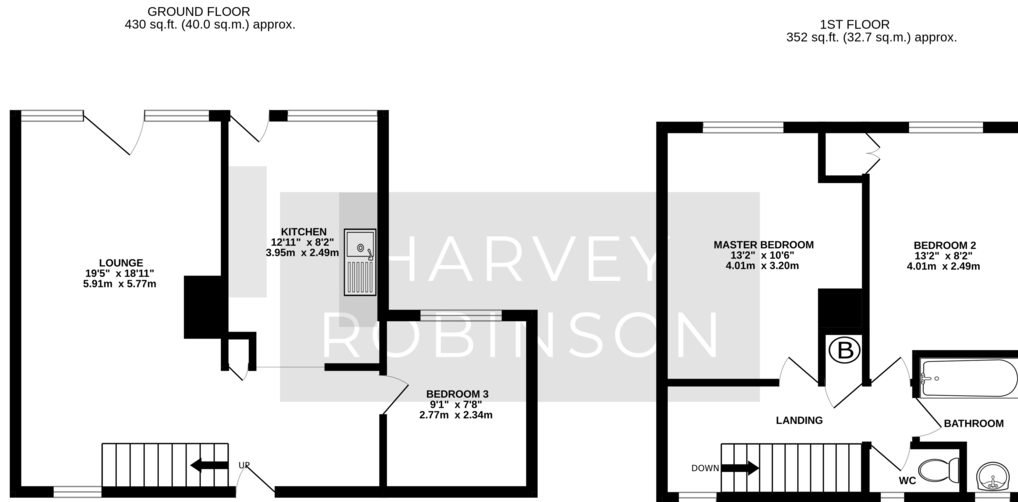 GROUND FLOOR
430 sq.ft. (40.0 sq.m.) approx.
1ST FLOOR
352 sq.ft. (32.7 sq.m.) approx.
LOUNGE
19'5" x 18'11"
5.91m x 5.77m
KITCHEN
12'11" x 8'2"
3.95m x 2.49m
BEDROOM 3
9'1" x 7'8"
2.77m x 2.34m
UP
HARVEY
ROBINSON
MASTER BEDROOM
13'2" x 10'6"
4.01m x 3.20m
BEDROOM 2
13'2" x 8'2"
4.01m x 2.49m
B
LANDING
BATHROOM
DOWN
WC